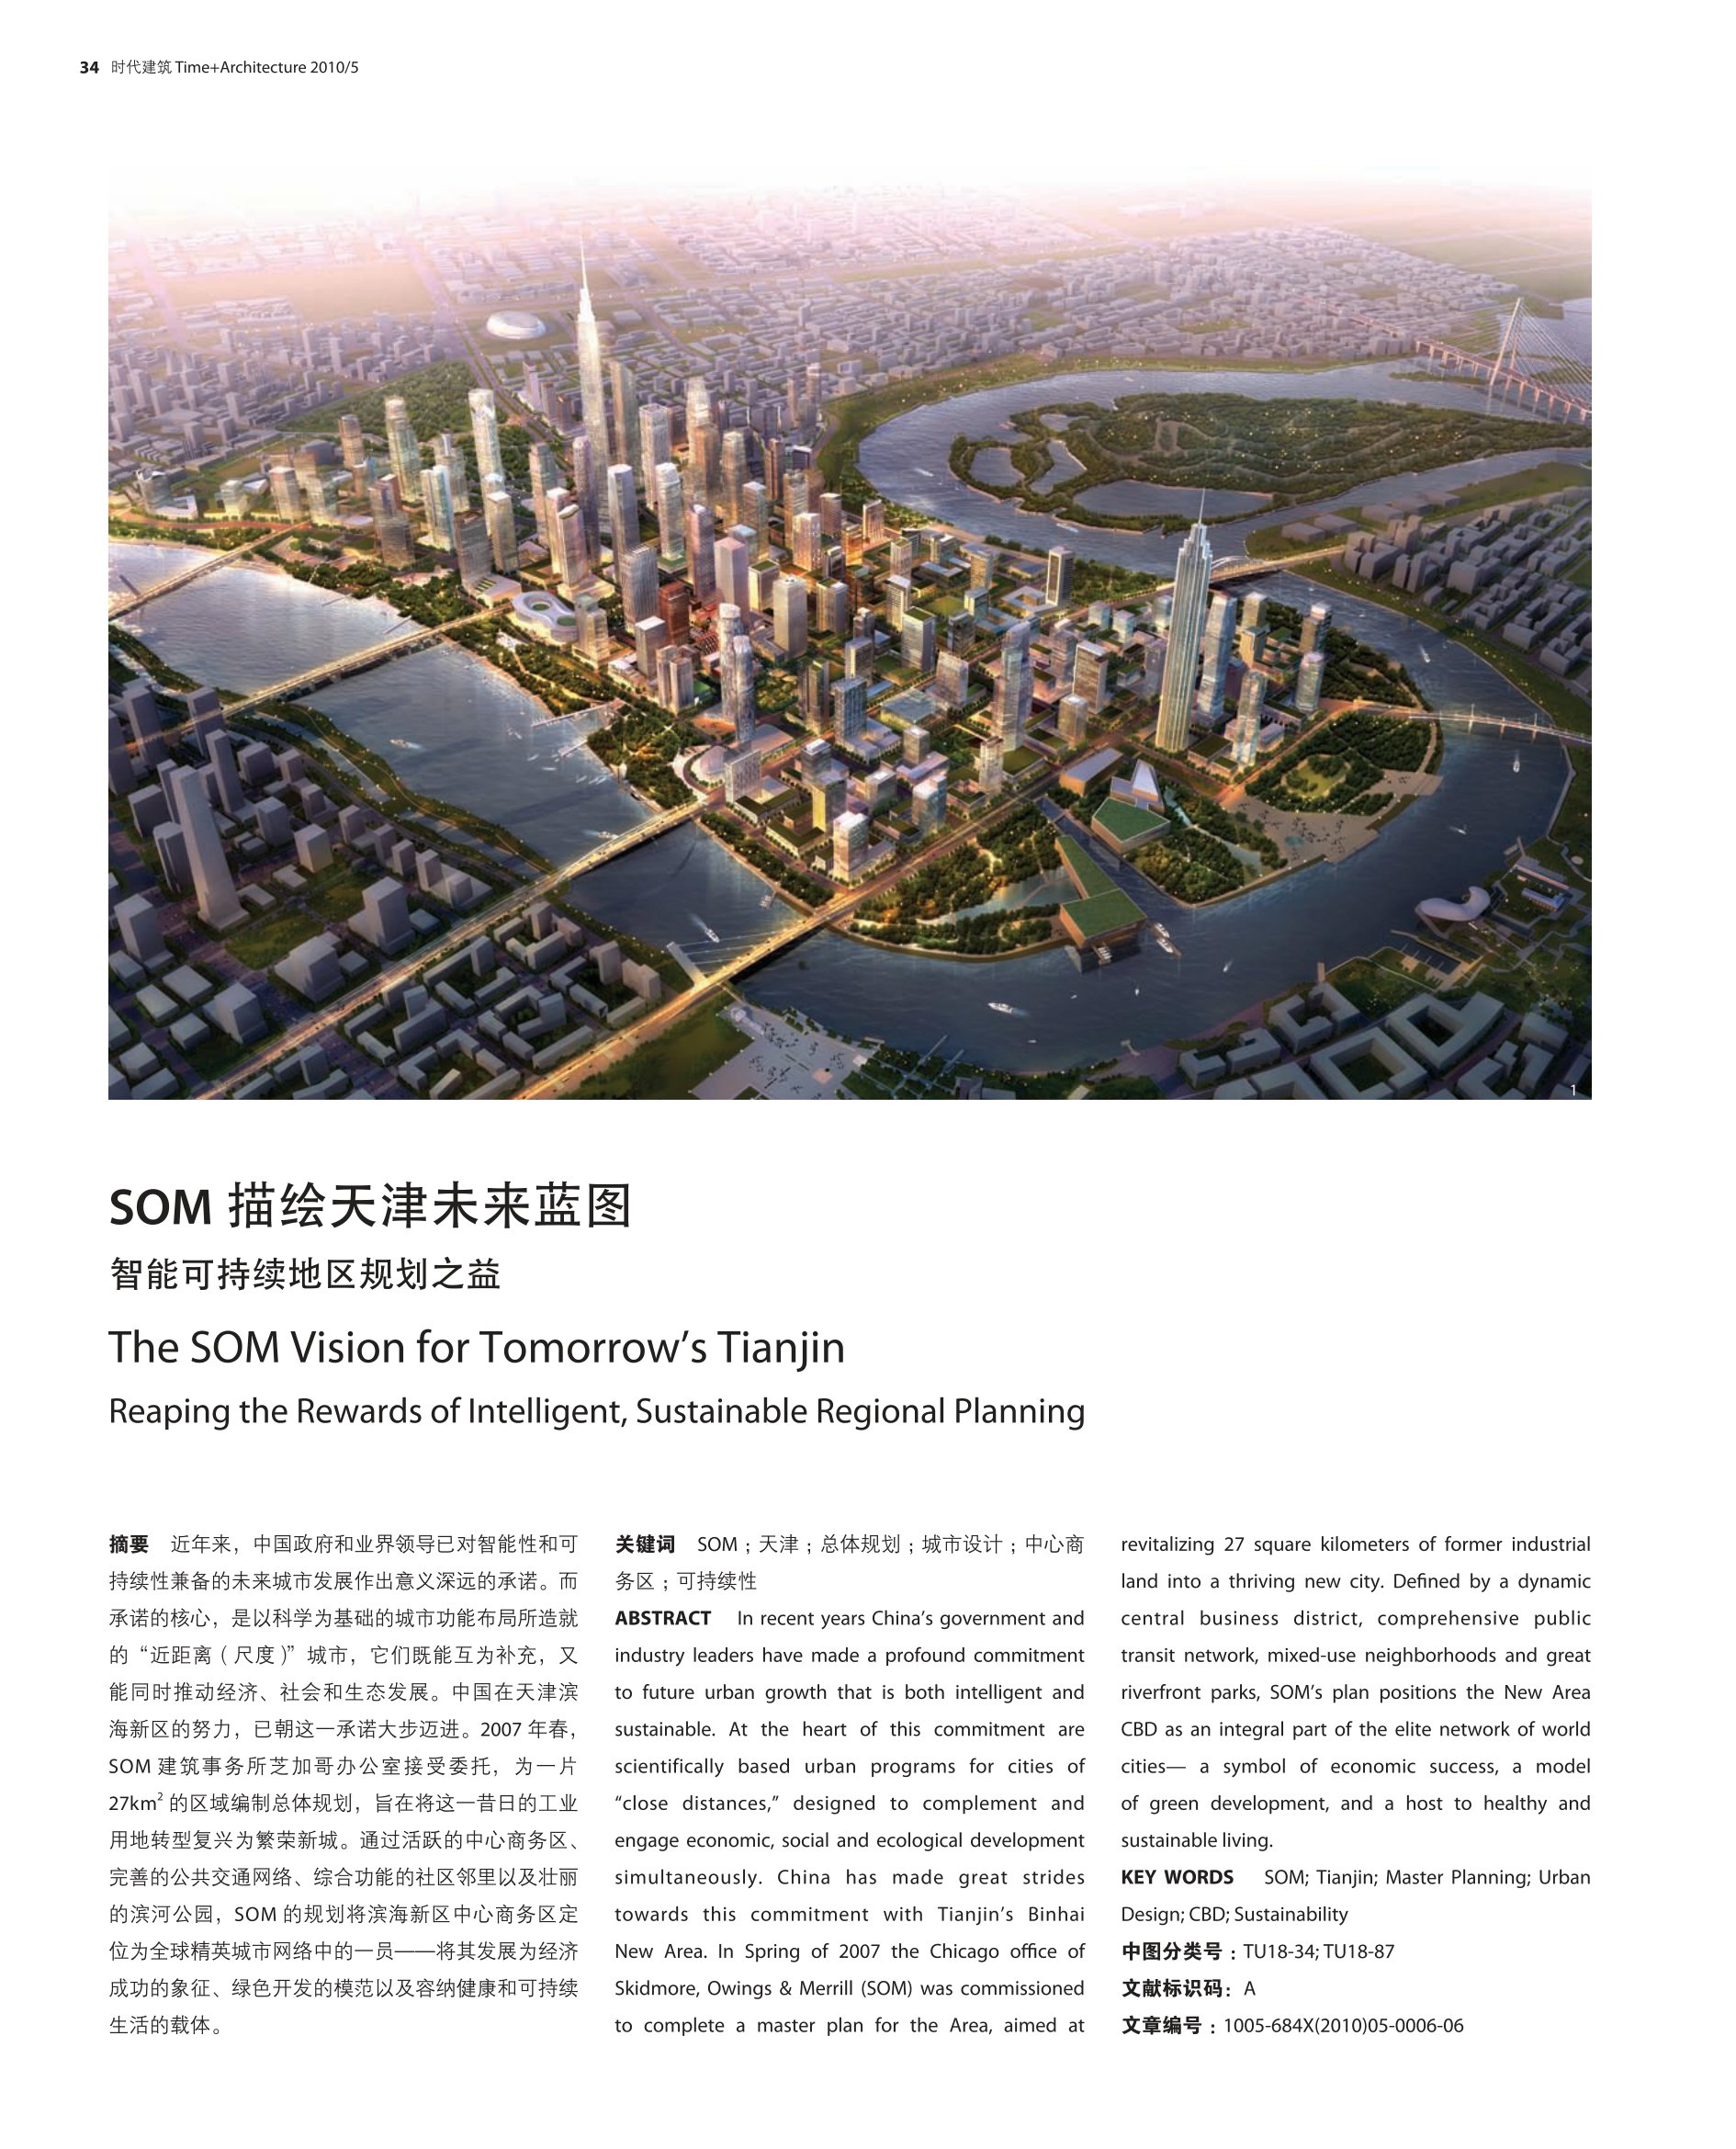 34 时代建筑 Time+Architecture 2010/5
1
SOM 描绘天津未来蓝图
智能可持续地区规划之益
The SOM Vision for Tomorrow’s Tianjin
Reaping the Rewards of Intelligent, Sustainable Regional Planning
摘要 近年来，中国政府和业界领导已对智能性和可
持续性兼备的未来城市发展作出意义深远的承诺。而
承诺的核心，是以科学为基础的城市功能布局所造就
的“近距离（尺度）”城市，它们既能互为补充，又
能同时推动经济、社会和生态发展。中国在天津滨
海新区的努力，已朝这一承诺大步迈进。2007 年春，
SOM 建筑事务所芝加哥办公室接受委托，为一片
27km² 的区域编制总体规划，旨在将这一昔日的工业
用地转型复兴为繁荣新城。通过活跃的中心商务区、
完善的公共交通网络、综合功能的社区邻里以及壮丽
的滨河公园，SOM 的规划将滨海新区中心商务区定
位为全球精英城市网络中的一员——将其发展为经济
成功的象征、绿色开发的模范以及容纳健康和可持续
生活的载体。
关键词 SOM；天津；总体规划；城市设计；中心商
务区；可持续性
ABSTRACT In recent years China’s government and
industry leaders have made a profound commitment
to future urban growth that is both intelligent and
sustainable. At the heart of this commitment are
scientifically based urban programs for cities of
“close distances,” designed to complement and
engage economic, social and ecological development
simultaneously. China has made great strides
towards this commitment with Tianjin’s Binhai
New Area. In Spring of 2007 the Chicago office of
Skidmore, Owings & Merrill (SOM) was commissioned
to complete a master plan for the Area, aimed at
revitalizing 27 square kilometers of former industrial
land into a thriving new city. Defined by a dynamic
central business district, comprehensive public
transit network, mixed-use neighborhoods and great
riverfront parks, SOM’s plan positions the New Area
CBD as an integral part of the elite network of world
cities— a symbol of economic success, a model
of green development, and a host to healthy and
sustainable living.
KEY WORDS SOM; Tianjin; Master Planning; Urban
Design; CBD; Sustainability
中图分类号：TU18-34; TU18-87
文献标识码：A
文章编号：1005-684X(2010)05-0006-06